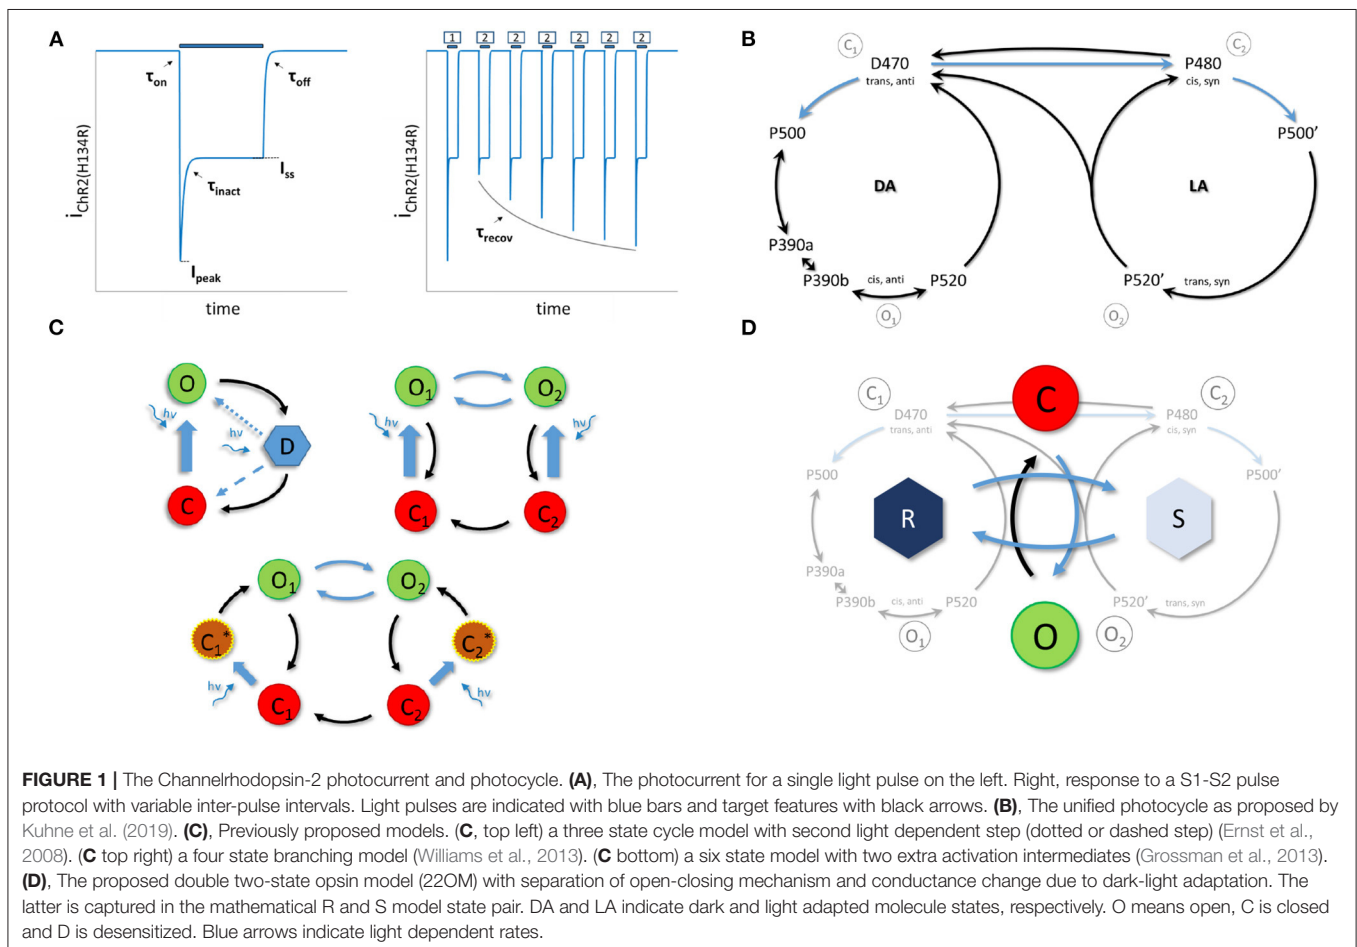 A
τon
τoff
Iss
τinact
Ipeak
iChR2(H134R)
time
1 2 2 2 2 2 2
τrecov
iChR2(H134R)
time
B
C1
D470
trans, anti
C2
P480
cis, syn
P500
P500'
DA
LA
P390a
P390b
cis, anti
P520
P520'
trans, syn
O1
O2
C
O
hν
hν
D
C
O1
O2
hν
hν
C1
C2
O1
O2
C1*
C2*
hν
hν
C1
C2
D
C1
D470
trans, anti
C
C2
P480
cis, syn
P500
P500'
R
S
P390a
P390b
cis, anti
P520
P520'
trans, syn
O1
O
O2
FIGURE 1 | The Channelrhodopsin-2 photocurrent and photocycle. (A), The photocurrent for a single light pulse on the left. Right, response to a S1-S2 pulse
protocol with variable inter-pulse intervals. Light pulses are indicated with blue bars and target features with black arrows. (B), The unified photocycle as proposed by
Kuhne et al. (2019). (C), Previously proposed models. (C, top left) a three state cycle model with second light dependent step (dotted or dashed step) (Ernst et al.,
2008). (C top right) a four state branching model (Williams et al., 2013). (C bottom) a six state model with two extra activation intermediates (Grossman et al., 2013).
(D), The proposed double two-state opsin model (22OM) with separation of open-closing mechanism and conductance change due to dark-light adaptation. The
latter is captured in the mathematical R and S model state pair. DA and LA indicate dark and light adapted molecule states, respectively. O means open, C is closed
and D is desensitized. Blue arrows indicate light dependent rates.